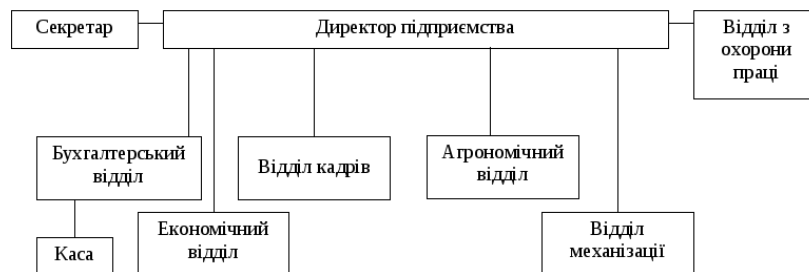 Секретар
Директор підприємства
Відділ з
охорони
праці
Бухгалтерський
відділ
Відділ кадрів
Агрономічний
відділ
Каса
Економічний
відділ
Відділ
механізації